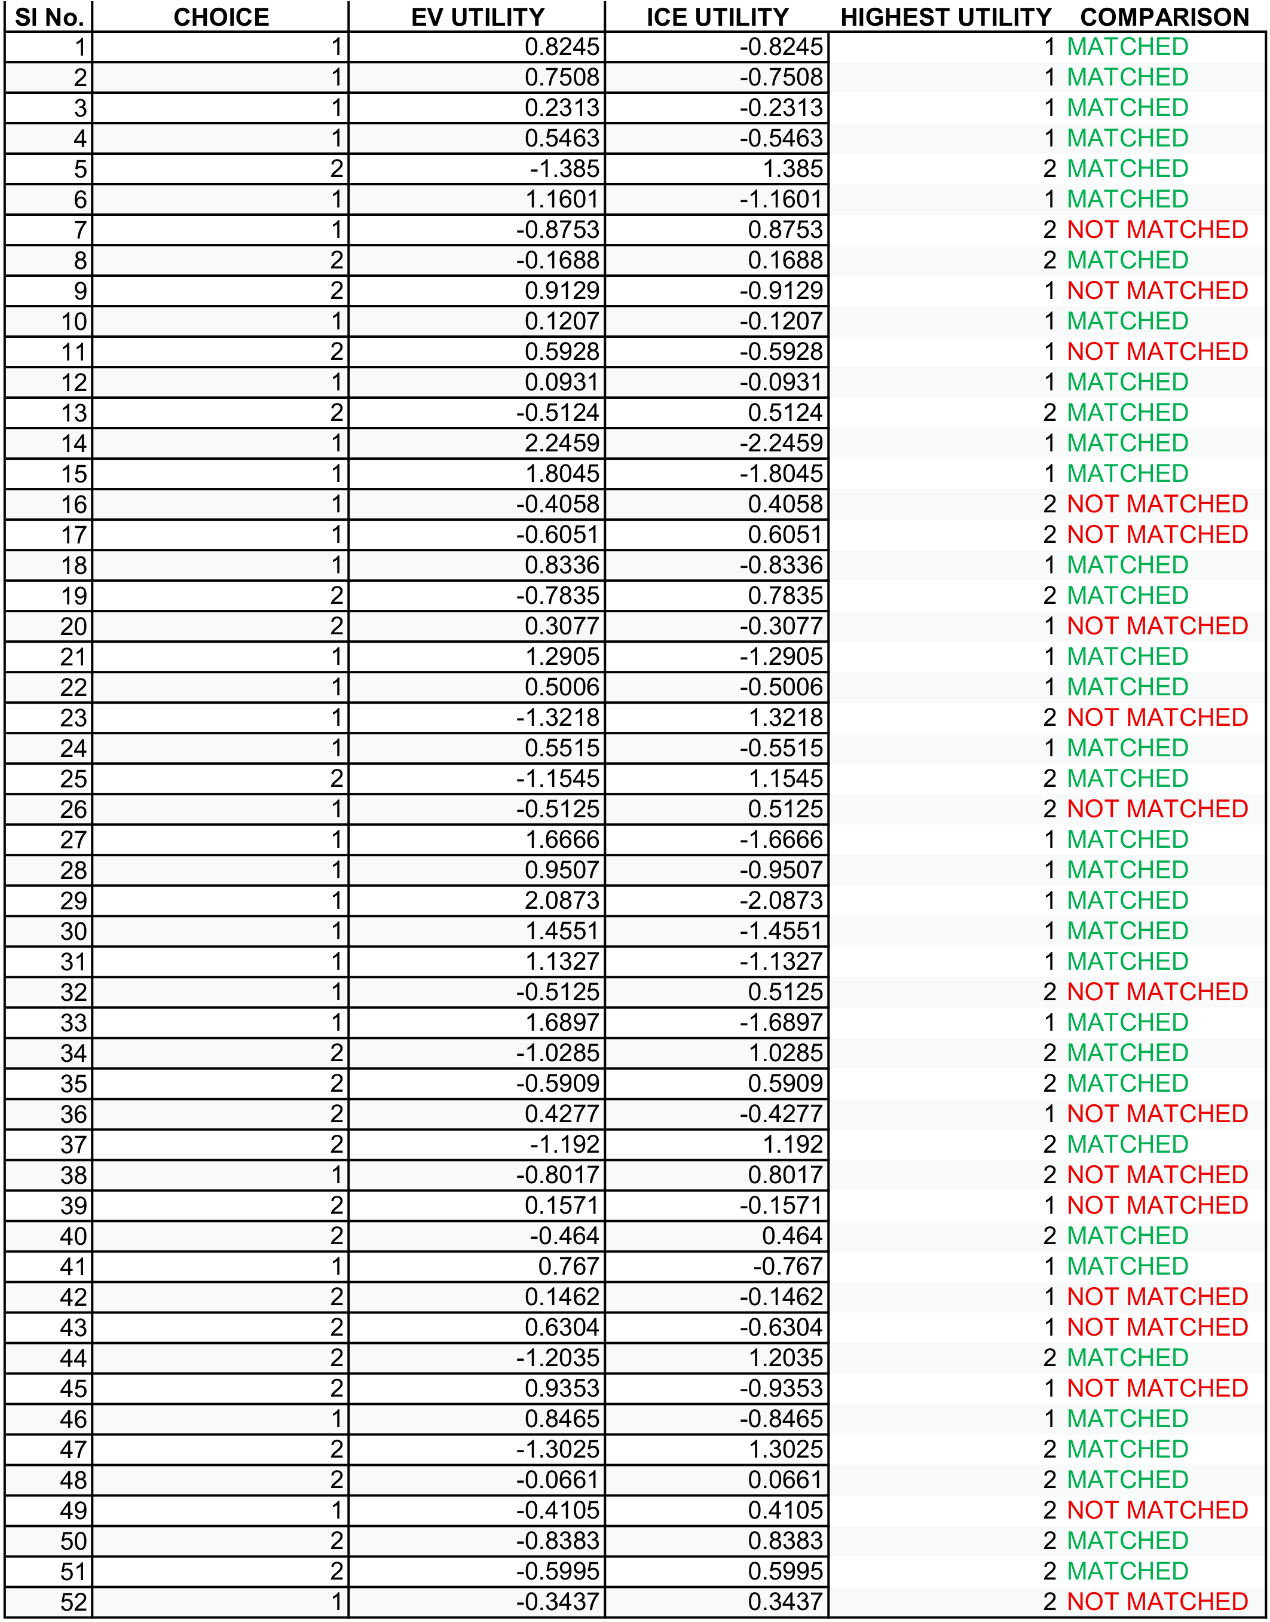 SI No. CHOICE EV UTILITY ICE UTILITY HIGHEST UTILITY COMPARISON
1 1 0.8245 -0.8245 1 MATCHED
2 1 0.7508 -0.7508 1 MATCHED
3 1 0.2313 -0.2313 1 MATCHED
4 1 0.5463 -0.5463 1 MATCHED
5 2 -1.385 1.385 2 MATCHED
6 1 1.1601 -1.1601 1 MATCHED
7 1 -0.8753 0.8753 2 NOT MATCHED
8 2 -0.1688 0.1688 2 MATCHED
9 2 0.9129 -0.9129 1 NOT MATCHED
10 1 0.1207 -0.1207 1 MATCHED
11 2 0.5928 -0.5928 1 NOT MATCHED
12 1 0.0931 -0.0931 1 MATCHED
13 2 -0.5124 0.5124 2 MATCHED
14 1 2.2459 -2.2459 1 MATCHED
15 1 1.8045 -1.8045 1 MATCHED
16 1 -0.4058 0.4058 2 NOT MATCHED
17 1 -0.6051 0.6051 2 NOT MATCHED
18 1 0.8336 -0.8336 1 MATCHED
19 2 -0.7835 0.7835 2 MATCHED
20 2 0.3077 -0.3077 1 NOT MATCHED
21 1 1.2905 -1.2905 1 MATCHED
22 1 0.5006 -0.5006 1 MATCHED
23 1 -1.3218 1.3218 2 NOT MATCHED
24 1 0.5515 -0.5515 1 MATCHED
25 2 -1.1545 1.1545 2 MATCHED
26 1 -0.5125 0.5125 2 NOT MATCHED
27 1 1.6666 -1.6666 1 MATCHED
28 1 0.9507 -0.9507 1 MATCHED
29 1 2.0873 -2.0873 1 MATCHED
30 1 1.4551 -1.4551 1 MATCHED
31 1 1.1327 -1.1327 1 MATCHED
32 1 -0.5125 0.5125 2 NOT MATCHED
33 1 1.6897 -1.6897 1 MATCHED
34 2 -1.0285 1.0285 2 MATCHED
35 2 -0.5909 0.5909 2 MATCHED
36 2 0.4277 -0.4277 1 NOT MATCHED
37 2 -1.192 1.192 2 MATCHED
38 1 -0.8017 0.8017 2 NOT MATCHED
39 2 0.1571 -0.1571 1 NOT MATCHED
40 2 -0.464 0.464 2 MATCHED
41 1 0.767 -0.767 1 MATCHED
42 2 0.1462 -0.1462 1 NOT MATCHED
43 2 0.6304 -0.6304 1 NOT MATCHED
44 2 -1.2035 1.2035 2 MATCHED
45 2 0.9353 -0.9353 1 NOT MATCHED
46 1 0.8465 -0.8465 1 MATCHED
47 2 -1.3025 1.3025 2 MATCHED
48 2 -0.0661 0.0661 2 MATCHED
49 1 -0.4105 0.4105 2 NOT MATCHED
50 2 -0.8383 0.8383 2 MATCHED
51 2 -0.5995 0.5995 2 MATCHED
52 1 -0.3437 0.3437 2 NOT MATCHED